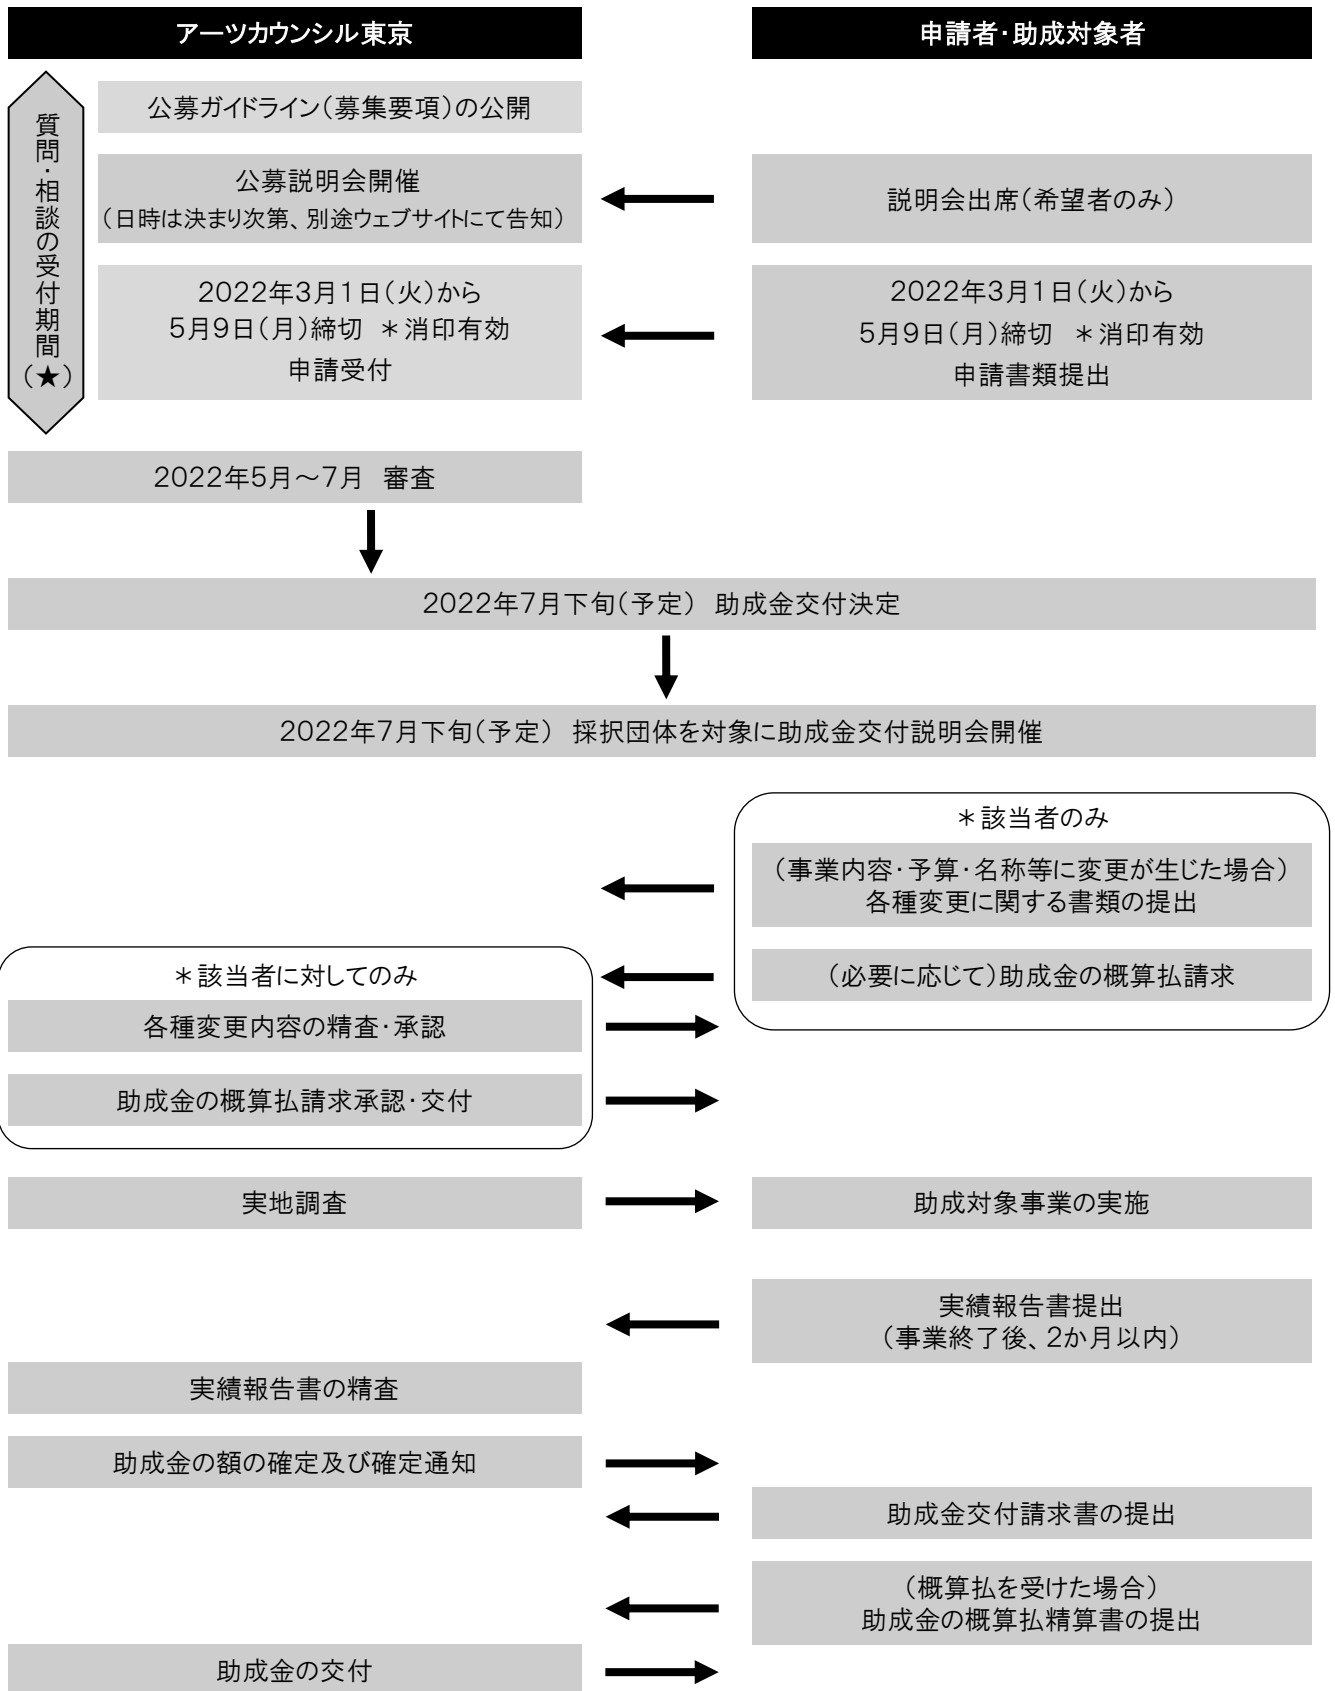 アーツカウンシル東京
申請者・助成対象者
質問・相談の受付期間(★)
公募ガイドライン(募集要項)の公開
公募説明会開催
(日時は決まり次第、別途ウェブサイトにて告知)
説明会出席(希望者のみ)
2022年3月1日(火)から
5月9日(月)締切 *消印有効
申請受付
2022年3月1日(火)から
5月9日(月)締切 *消印有効
申請書類提出
2022年5月~7月 審査
2022年7月下旬(予定) 助成金交付決定
2022年7月下旬(予定) 採択団体を対象に助成金交付説明会開催
*該当者のみ
(事業内容・予算・名称等に変更が生じた場合)
各種変更に関する書類の提出
(必要に応じて)助成金の概算払請求
*該当者に対してのみ
各種変更内容の精査・承認
助成金の概算払請求承認・交付
実地調査
助成対象事業の実施
実績報告書提出
(事業終了後、2か月以内)
実績報告書の精査
助成金の額の確定及び確定通知
助成金交付請求書の提出
(概算払を受けた場合)
助成金の概算払精算書の提出
助成金の交付